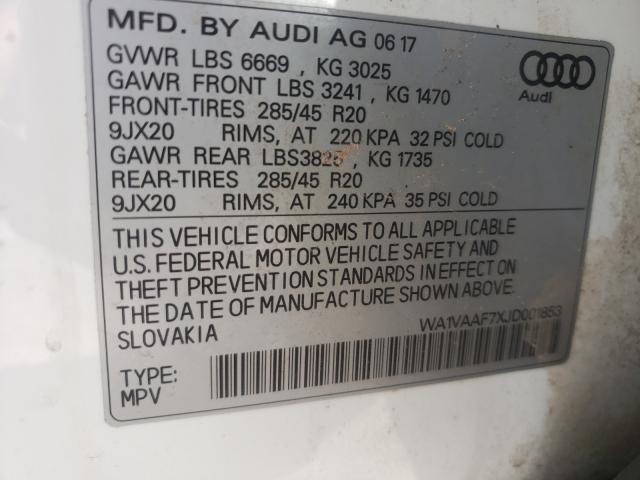 MFD. BY AUDI AG 06 17
GVWR LBS 6669 , KG 3025
GAWR FRONT LBS 3241 , KG 1470
FRONT-TIRES 285/45 R20
9JX20 RIMS, AT 220 KPA 32 PSI COLD
GAWR REAR LBS3825 , KG 1735
REAR-TIRES 285/45 R20
9JX20 RIMS, AT 240 KPA 35 PSI COLD
Audi
THIS VEHICLE CONFORMS TO ALL APPLICABLE
U.S. FEDERAL MOTOR VEHICLE SAFETY AND
THEFT PREVENTION STANDARDS IN EFFECT ON
THE DATE OF MANUFACTURE SHOWN ABOVE.
SLOVAKIA
WA1VAAF7XJD001853
TYPE:
MPV